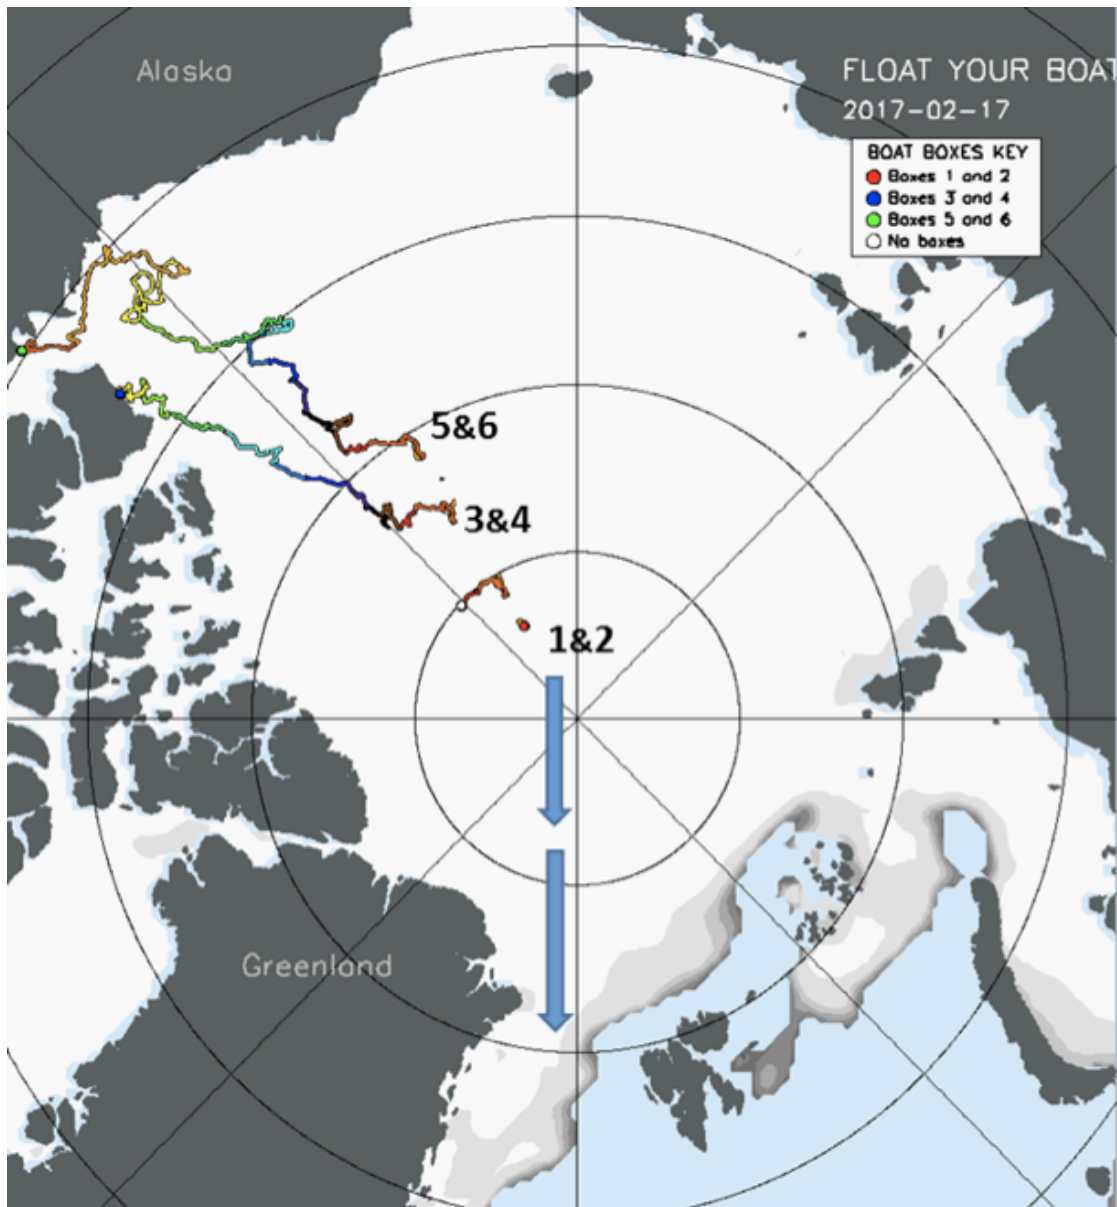 Alaska
FLOAT YOUR BOAT
2017-02-17
BOAT BOXES KEY
Boxes 1 and 2
Boxes 3 and 4
Boxes 5 and 6
No boxes
5&6
3&4
1&2
Greenland